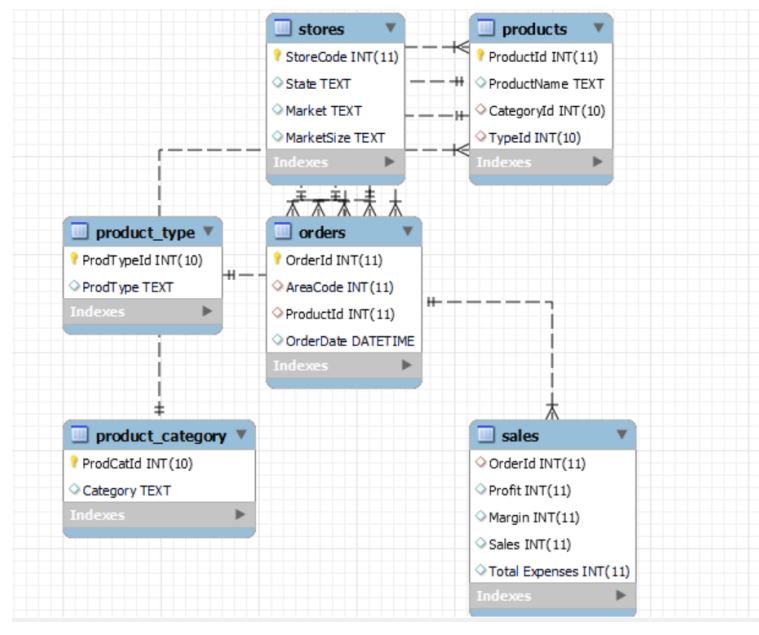 stores
StoreCode INT(11)
State TEXT
Market TEXT
MarketSize TEXT
Indexes
products
ProductId INT(11)
ProductName TEXT
CategoryId INT(10)
TypeId INT(10)
Indexes
product_type
ProdTypeId INT(10)
ProdType TEXT
Indexes
orders
OrderId INT(11)
AreaCode INT(11)
ProductId INT(11)
OrderDate DATETIME
Indexes
product_category
ProdCatId INT(10)
Category TEXT
Indexes
sales
OrderId INT(11)
Profit INT(11)
Margin INT(11)
Sales INT(11)
Total Expenses INT(11)
Indexes